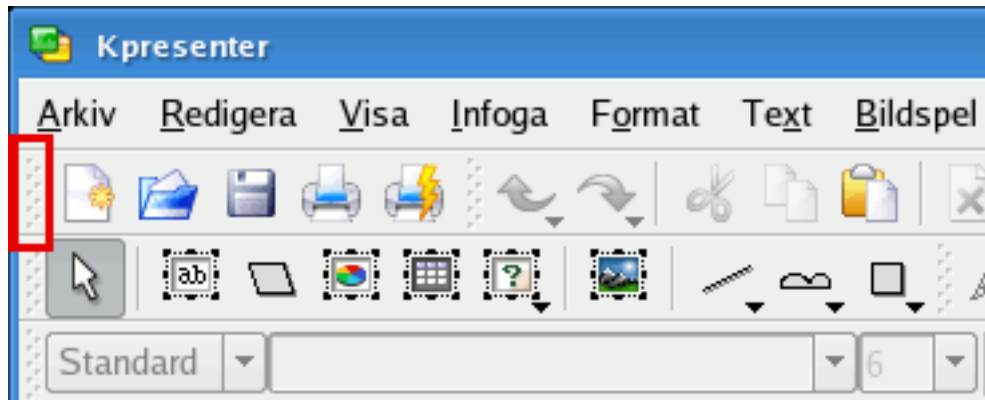 Kpresenter
Arkiv Redigera Visa Infoga Format Text Bildspel
ab ?
Standard 6